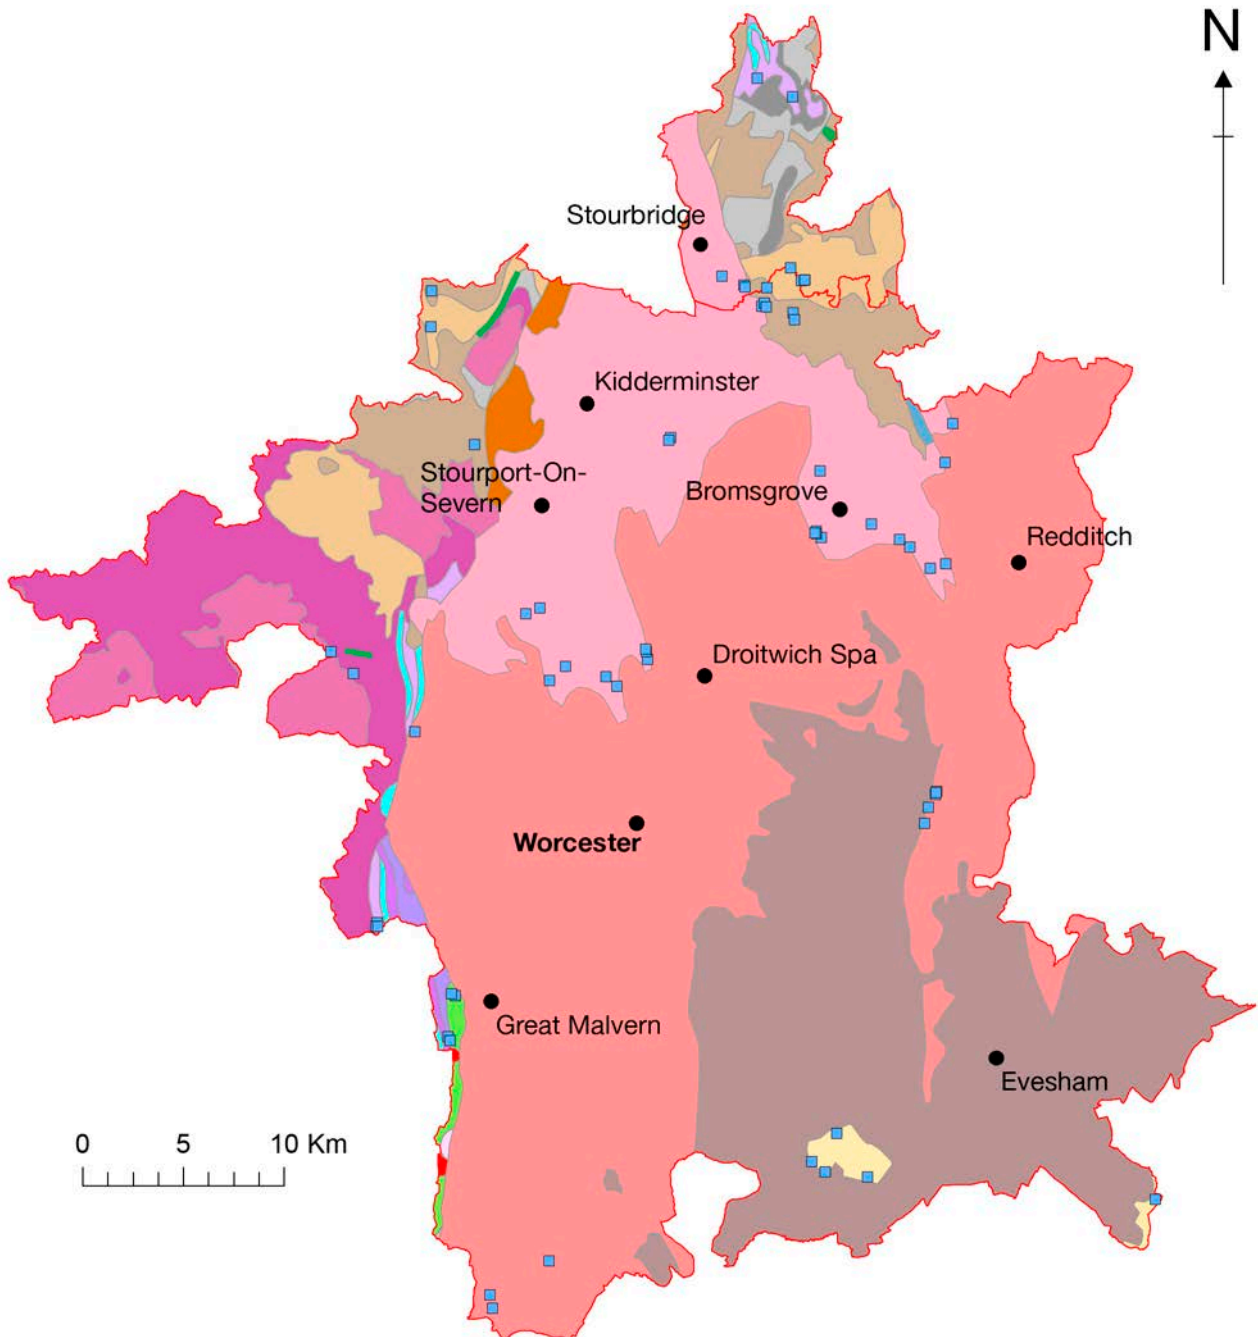 N
Stourbridge
Kidderminster
Stourport-On-
Severn
Bromsgrove
Redditch
Droitwich Spa
Worcester
Great Malvern
Evesham
0 5 10 Km